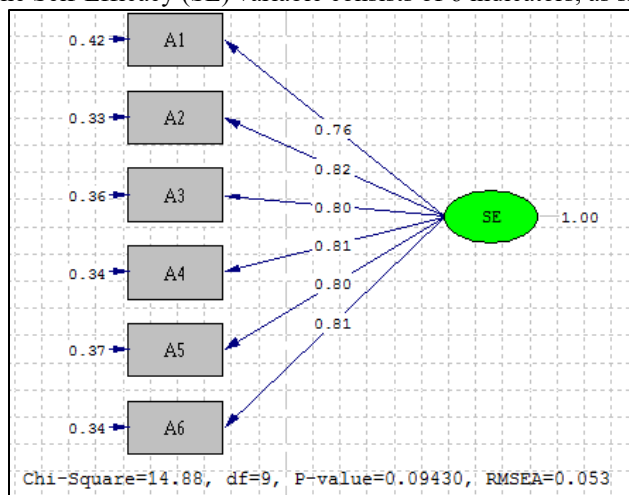 ne Self-Efficacy (SE) variable consists of 6 indicators, as
0.42 A1
0.76
0.33 A2
0.82
0.36 A3
0.80
SE 1.00
0.81
0.34 A4
0.80
0.37 A5
0.81
0.34 A6
Chi-Square=14.88, df=9, P-value=0.09430, RMSEA=0.053